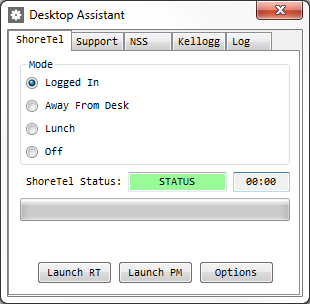 Desktop Assistant
ShoreTel Support NSS Kellogg Log
Mode
Logged In
Away From Desk
Lunch
Off
ShoreTel Status: STATUS 00:00
Launch RT Launch PM Options